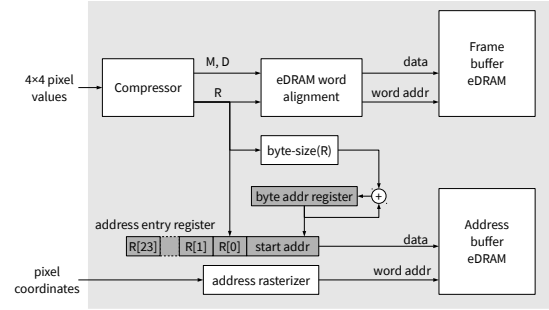 4×4 pixel
values
Compressor
M, D
R
eDRAM word
alignment
data
word addr
Frame
buffer
eDRAM
byte-size(R)
byte addr register
+
address entry register
R[23]
R[1]
R[0]
start addr
data
Address
buffer
eDRAM
pixel
coordinates
address rasterizer
word addr